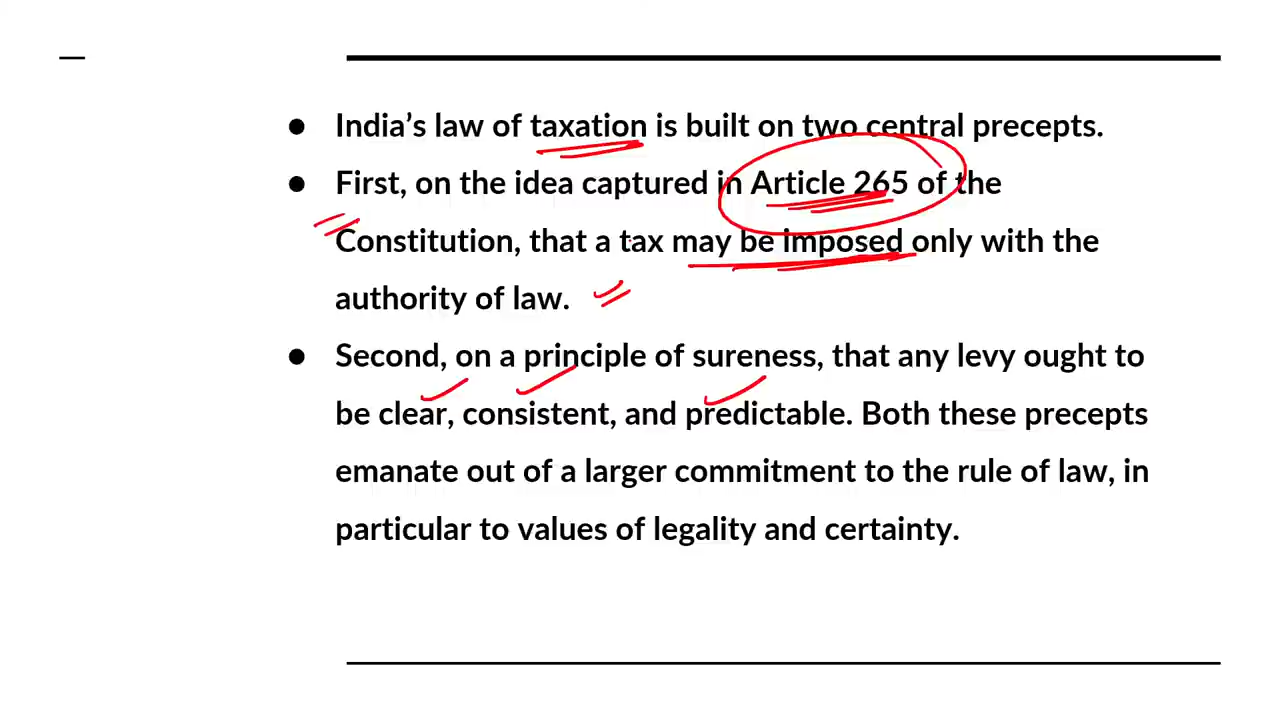 ● India’s law of taxation is built on two central precepts.
● First, on the idea captured in Article 265 of the
Constitution, that a tax may be imposed only with the
authority of law.
● Second, on a principle of sureness, that any levy ought to
be clear, consistent, and predictable. Both these precepts
emanate out of a larger commitment to the rule of law, in
particular to values of legality and certainty.